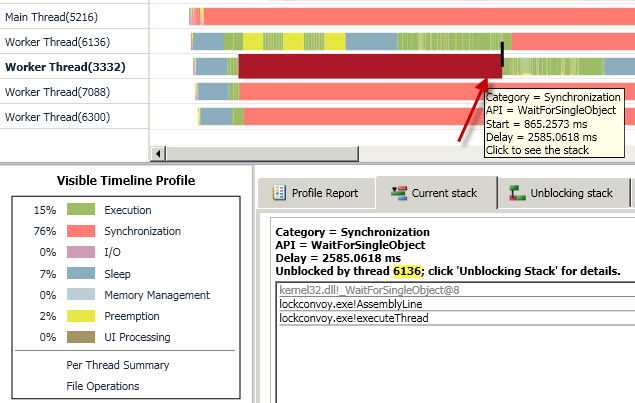 Main Thread(5216)
Worker Thread(6136)
Worker Thread(3332)
Worker Thread(7088)
Worker Thread(6300)
Category = Synchronization
API = WaitForSingleObject
Start = 865.2573 ms
Delay = 2585.0618 ms
Click to see the stack
Visible Timeline Profile
15% Execution
76% Synchronization
0% I/O
7% Sleep
0% Memory Management
2% Preemption
0% UI Processing
Per Thread Summary
File Operations
Profile Report Current stack Unblocking stack
Category = Synchronization
API = WaitForSingleObject
Delay = 2585.0618 ms
Unblocked by thread 6136; click 'Unblocking Stack' for details.
kernel32.dll!_WaitForSingleObject@8
lockconvoy.exe!AssemblyLine
lockconvoy.exe!executeThread